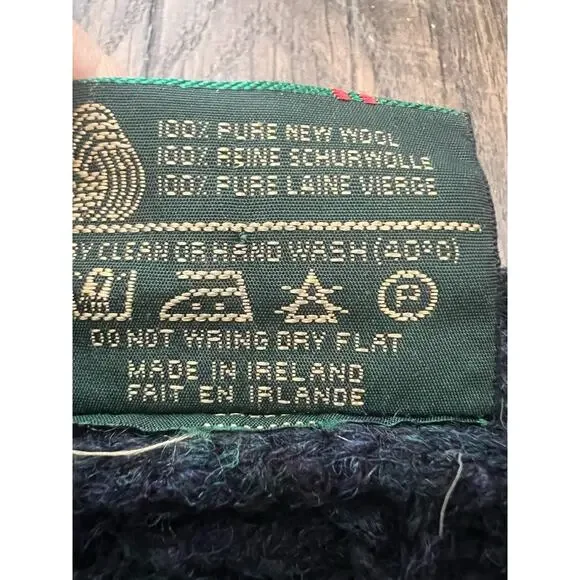 100% PURE NEW WOOL
100% REINE SCHURWOLLE
100% PURE LAINE VIERGE
Y CLEAN OR HAND WASH (40°C)
P
DO NOT WRING DRY FLAT
MADE IN IRELAND
FAIT EN IRLANDE